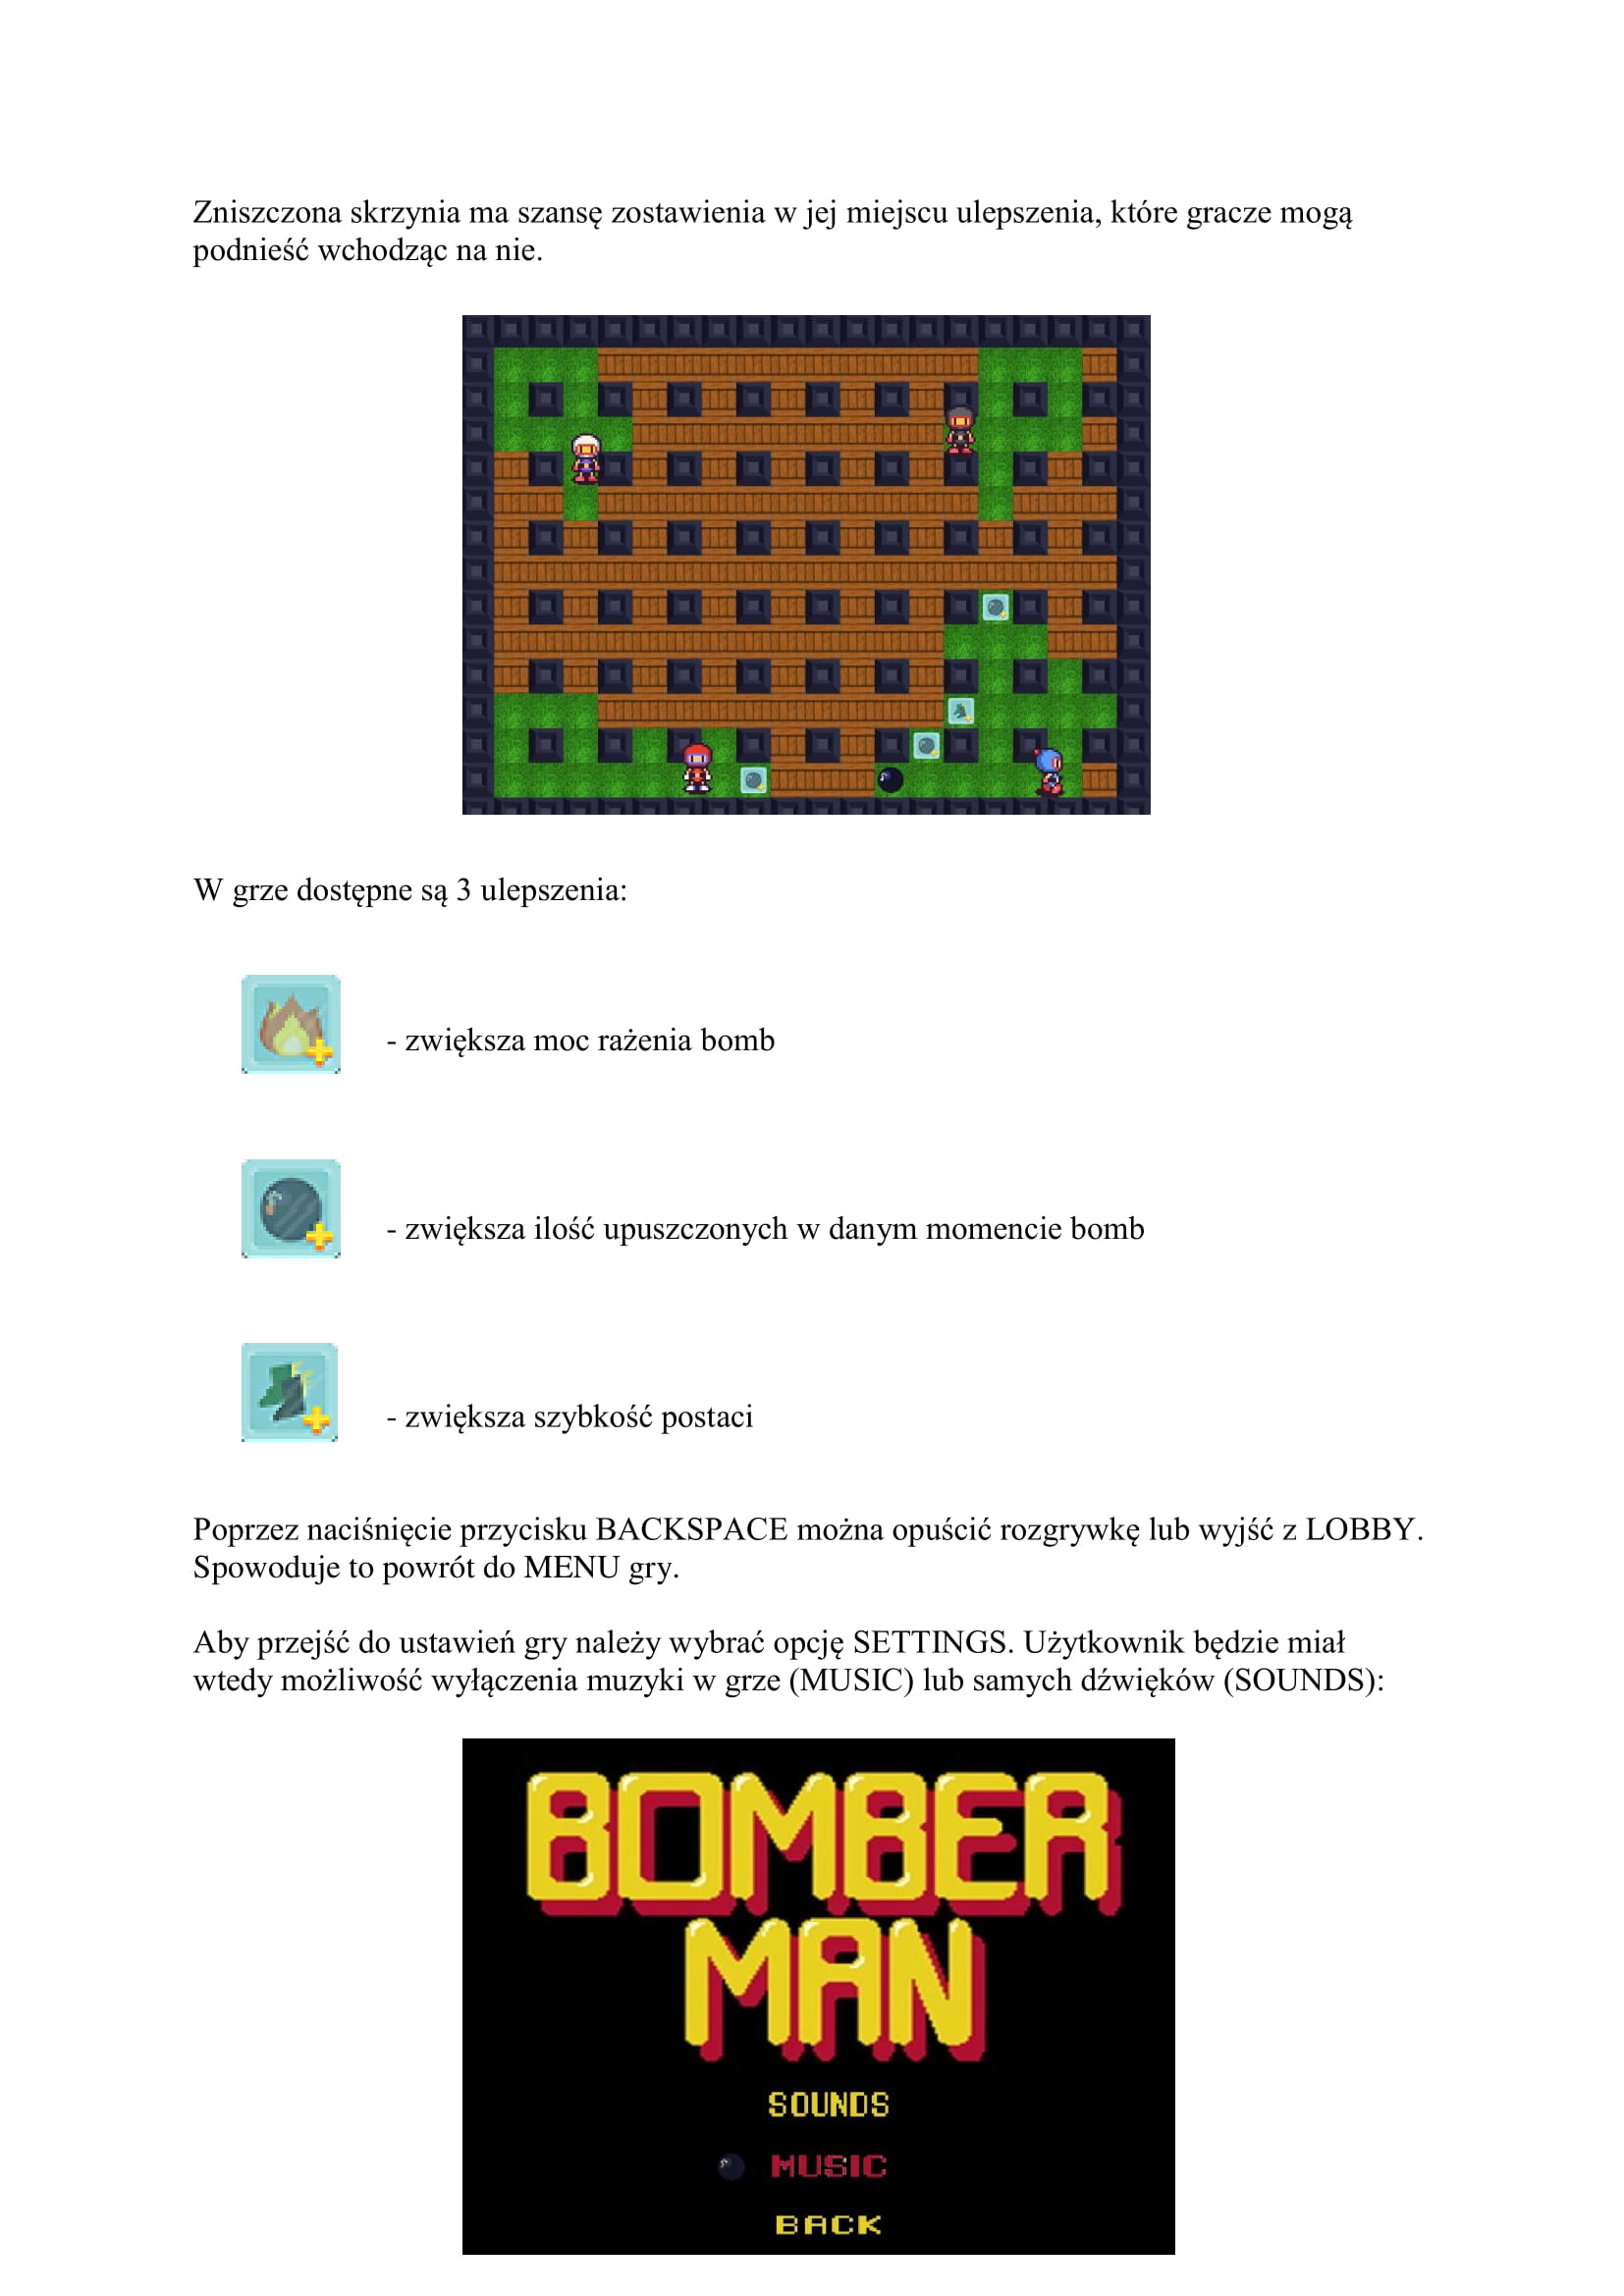 Zniszczona skrzynia ma szansę zostawienia w jej miejscu ulepszenia, które gracze mogą
podnieść wchodząc na nie.
W grze dostępne są 3 ulepszenia:
- zwiększa moc rażenia bomb
- zwiększa ilość upuszczonych w danym momencie bomb
- zwiększa szybkość postaci
Poprzez naciśnięcie przycisku BACKSPACE można opuścić rozgrywkę lub wyjść z LOBBY.
Spowoduje to powrót do MENU gry.
Aby przejść do ustawień gry należy wybrać opcję SETTINGS. Użytkownik będzie miał
wtedy możliwość wyłączenia muzyki w grze (MUSIC) lub samych dźwięków (SOUNDS):
BOMBER
MAN
SOUNDS
MUSIC
BACK